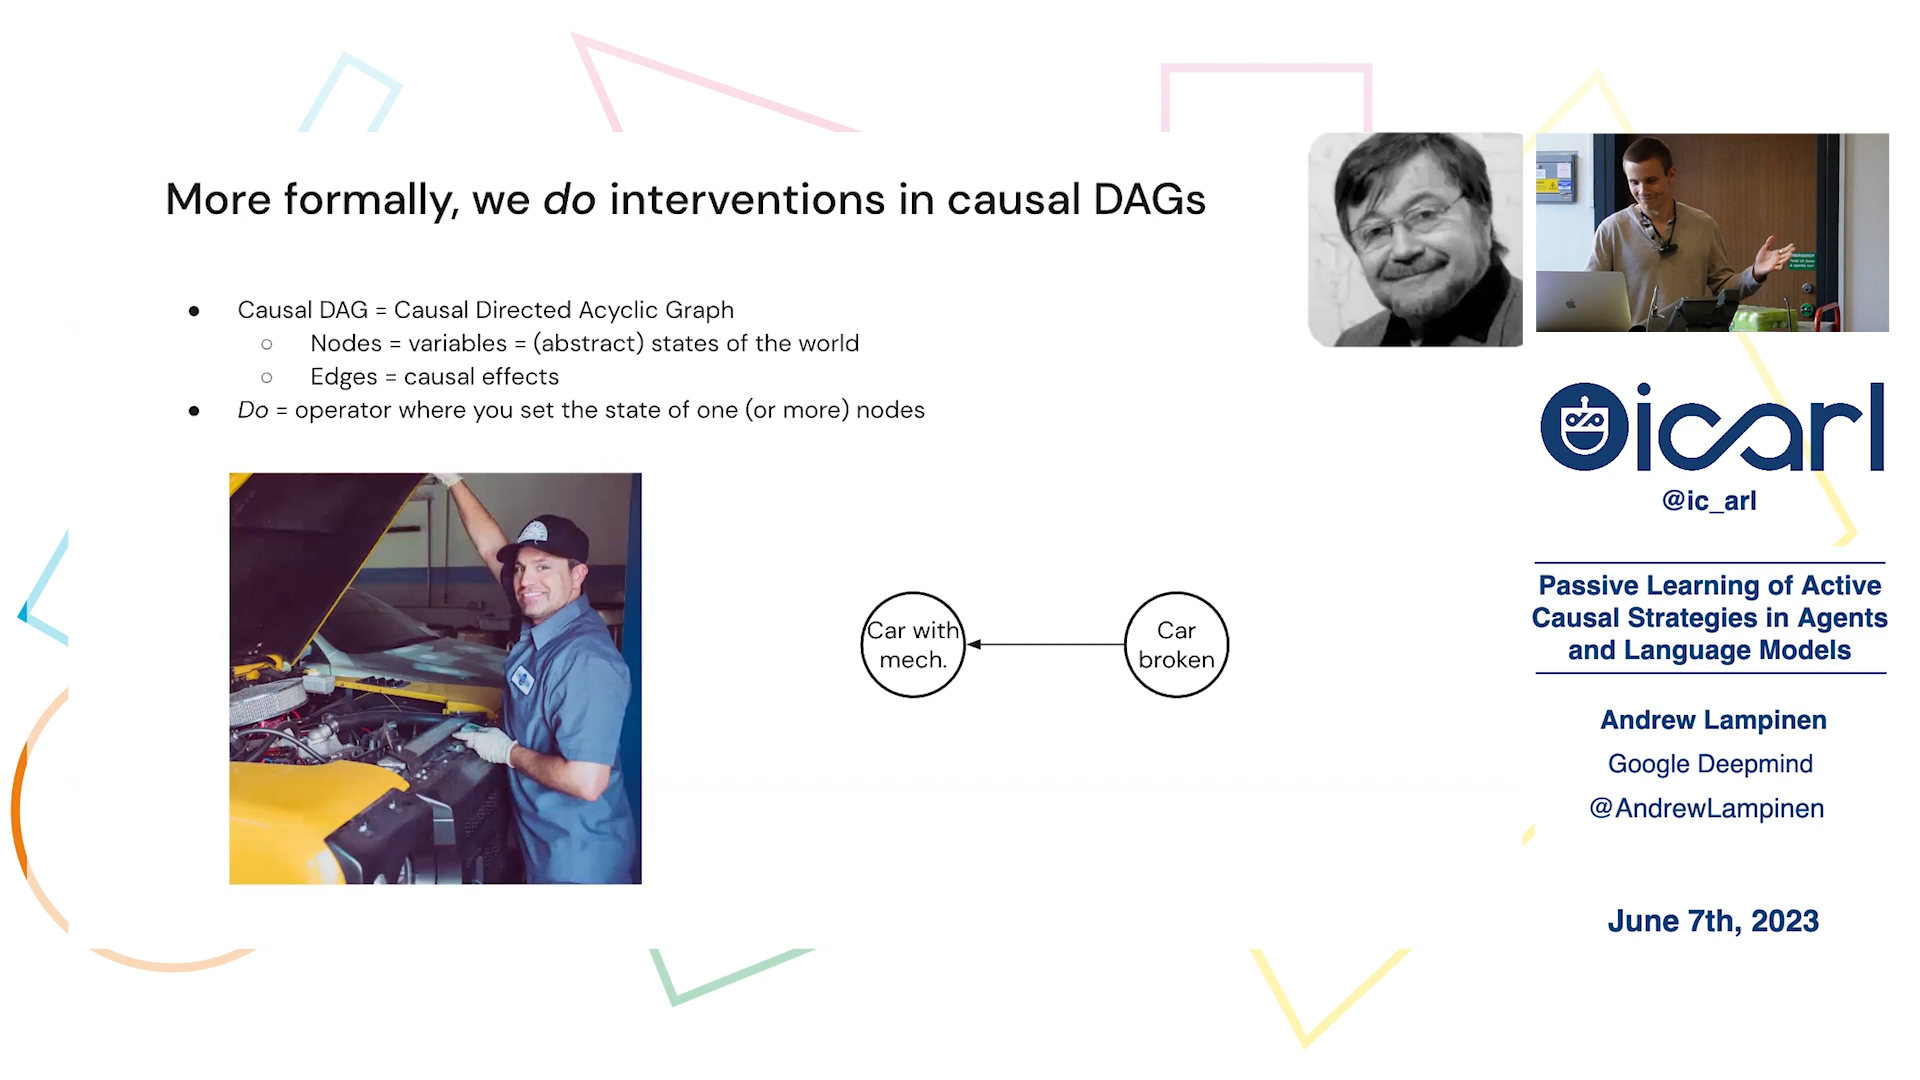 More formally, we do interventions in causal DAGs
● Causal DAG = Causal Directed Acyclic Graph
○ Nodes = variables = (abstract) states of the world
○ Edges = causal effects
● Do = operator where you set the state of one (or more) nodes
Car with
mech.
Car
broken
icarl
@ic_arl
Passive Learning of Active
Causal Strategies in Agents
and Language Models
Andrew Lampinen
Google Deepmind
@AndrewLampinen
June 7th, 2023